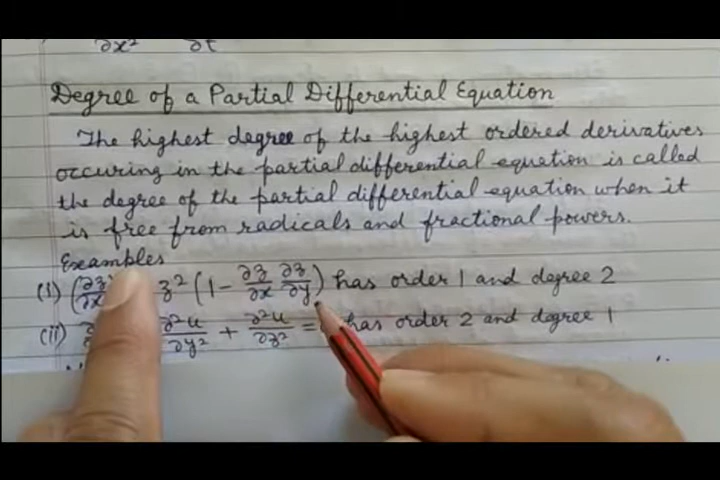 ∂x² ∂t
Degree of a Partial Differential Equation
The highest degree of the highest ordered derivatives
occuring in the partial differential equation is called
the degree of the partial differential equation when it
is free from radicals and fractional powers.
Examples
(i) (∂z/∂x z² (1 - ∂z/∂x ∂z/∂y) has order 1 and degree 2
(ii) ∂²u/∂y² + ∂²u/∂z² = has order 2 and degree 1